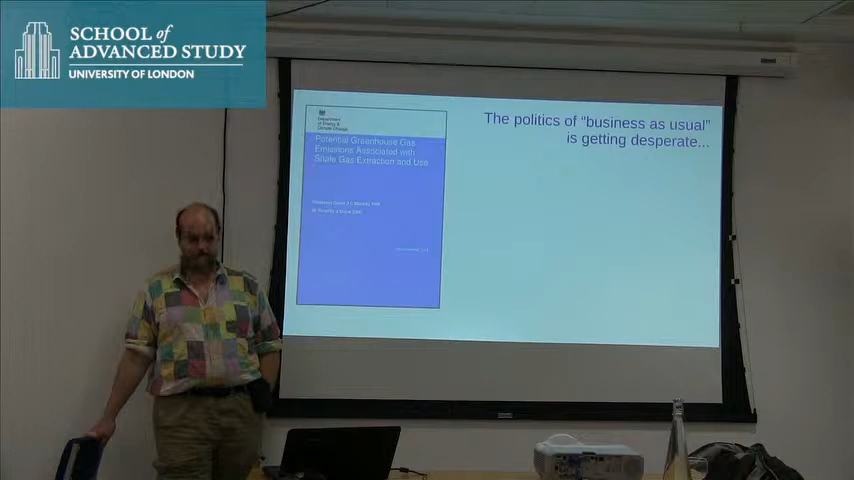 SCHOOL of
ADVANCED STUDY
UNIVERSITY OF LONDON
Department
of Energy &
Climate Change
Potential Greenhouse Gas
Emissions Associated with
Shale Gas Extraction and Use
The politics of “business as usual”
is getting desperate...